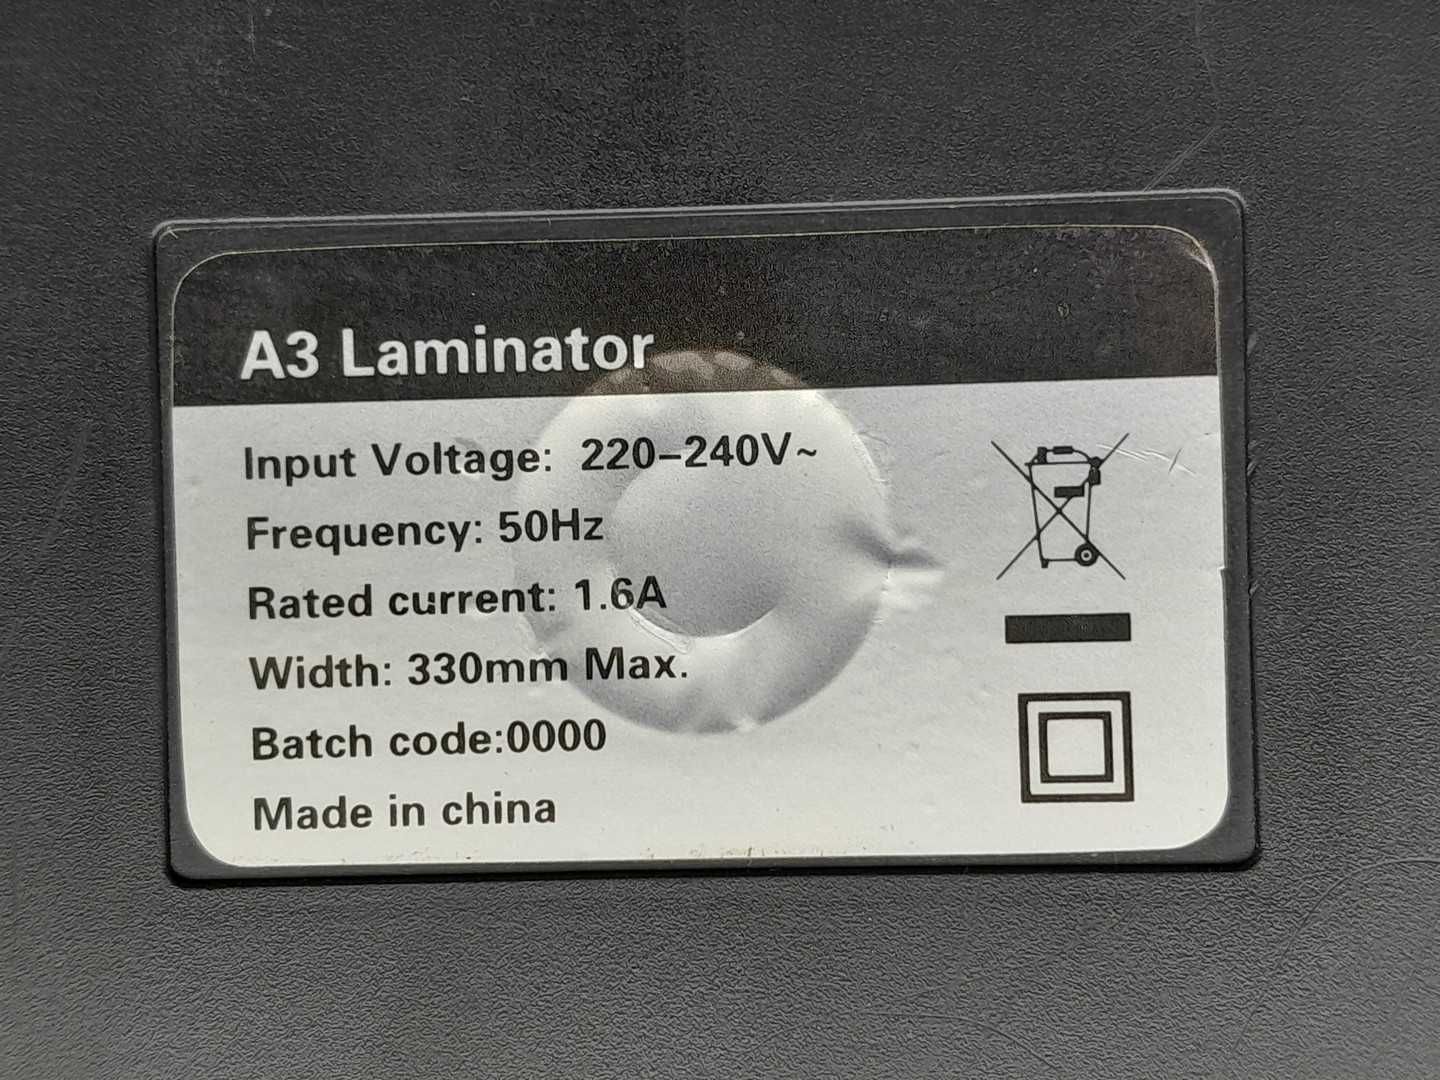 A3 Laminator
Input Voltage: 220-240V~
Frequency: 50Hz
Rated current: 1.6A
Width: 330mm Max.
Batch code:0000
Made in china